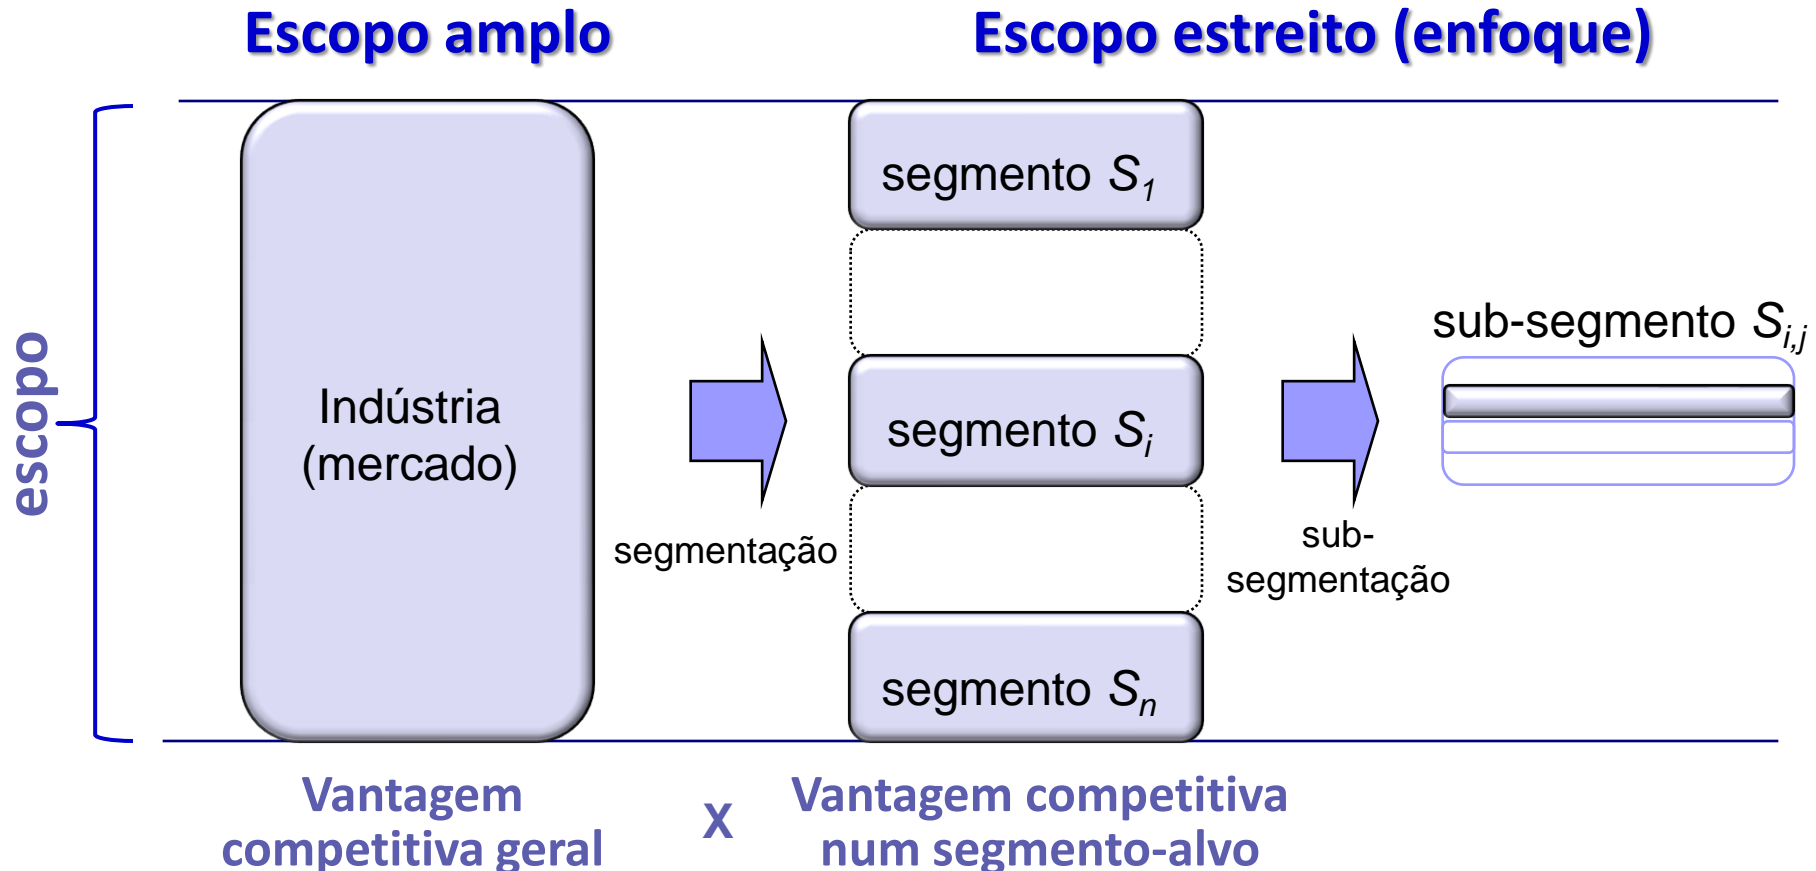 Escopo amplo
Escopo estreito (enfoque)
escopo
Indústria
(mercado)
segmentação
segmento S1
segmento Si
segmento Sn
sub-
segmentação
sub-segmento Si,j
Vantagem
competitiva geral
X
Vantagem competitiva
num segmento-alvo